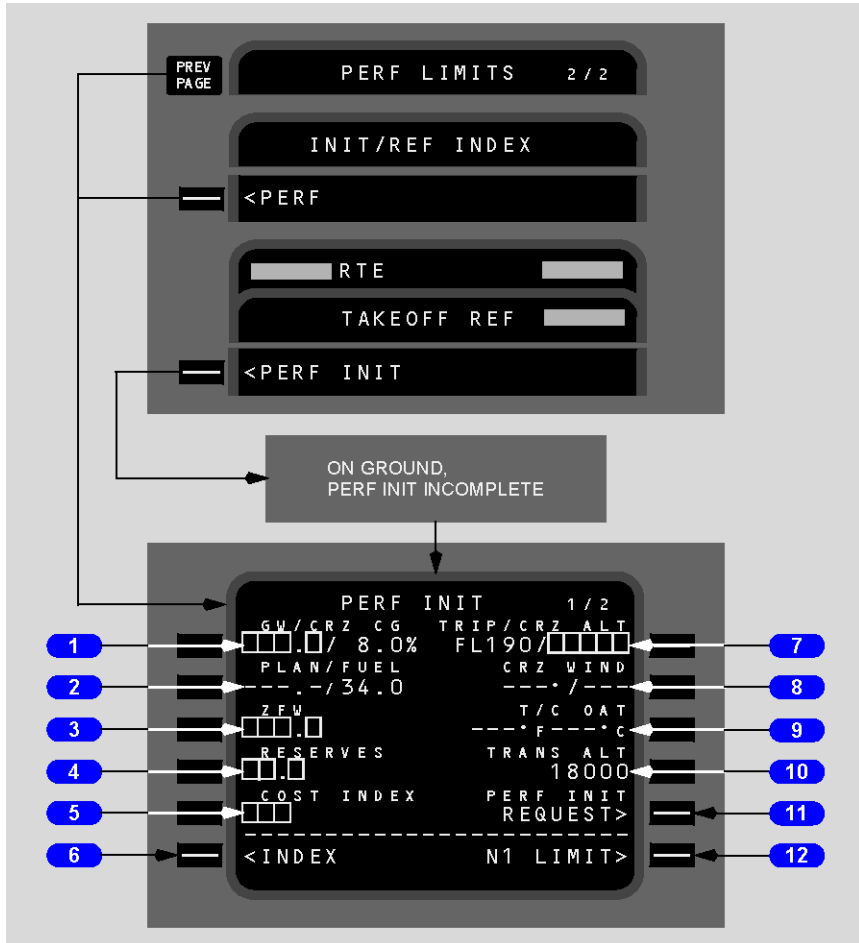 PREV
PAGE
PERF LIMITS 2/2
INIT/REF INDEX
<PERF
RTE
TAKEOFF REF
<PERF INIT
ON GROUND,
PERF INIT INCOMPLETE
PERF INIT 1/2
GW/CRZ CG TRIP/CRZ ALT
1 □□□.□/ 8.0% FL190/□□□□□ 7
PLAN/FUEL CRZ WIND
2 ---.-/34.0 ---°/--- 8
ZFW T/C OAT
3 □□□.□ ---°F---°C 9
RESERVES TRANS ALT
4 □□.□ 18000 10
COST INDEX PERF INIT
5 □□□ REQUEST> 11
------------------------
6 <INDEX N1 LIMIT> 12